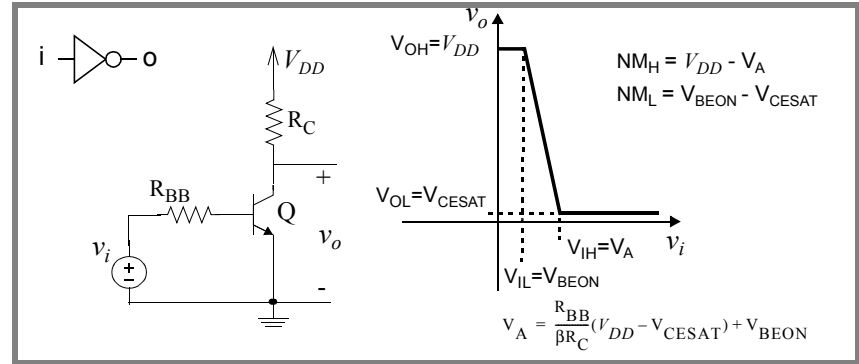 i
o
V_DD
R_C
R_BB
+
Q
v_i
+
−
v_o
-
v_o
V_OH=V_DD
NM_H = V_DD - V_A
NM_L = V_BEON - V_CESAT
V_OL=V_CESAT
v_i
V_IH=V_A
V_IL=V_BEON
V_A = R_BB/βR_C (V_DD – V_CESAT) + V_BEON